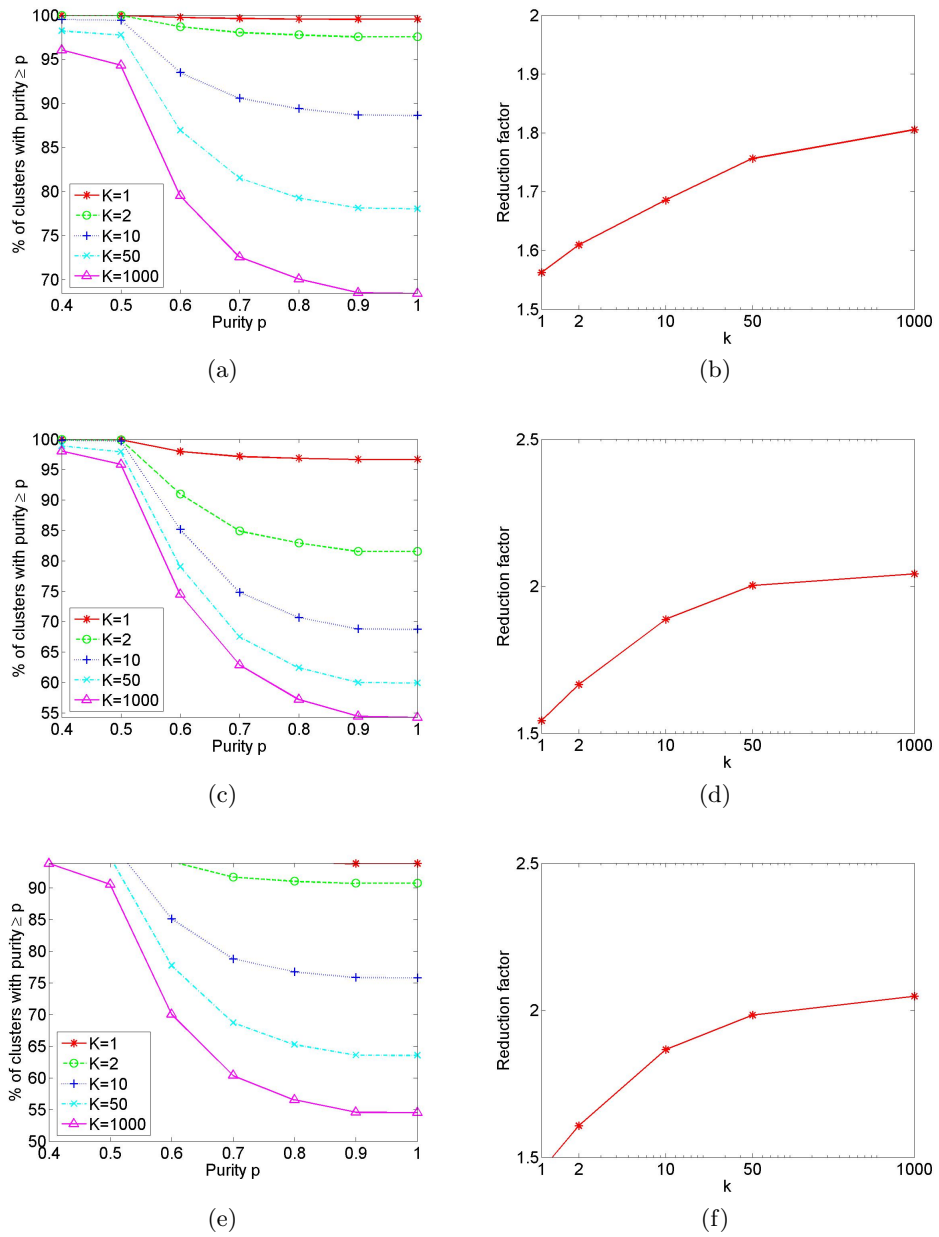 100
95
90
85
80
75
70
% of clusters with purity ≥ p
K=1
K=2
K=10
K=50
K=1000
0.4 0.5 0.6 0.7 0.8 0.9 1
Purity p
(a)
2
1.9
1.8
1.7
1.6
1.5
Reduction factor
1 2 10 50 1000
k
(b)
100
95
90
85
80
75
70
65
60
55
% of clusters with purity ≥ p
K=1
K=2
K=10
K=50
K=1000
0.4 0.5 0.6 0.7 0.8 0.9 1
Purity p
(c)
2.5
2
1.5
Reduction factor
1 2 10 50 1000
k
(d)
90
85
80
75
70
65
60
55
50
% of clusters with purity ≥ p
K=1
K=2
K=10
K=50
K=1000
0.4 0.5 0.6 0.7 0.8 0.9 1
Purity p
(e)
2.5
2
1.5
Reduction factor
1 2 10 50 1000
k
(f)